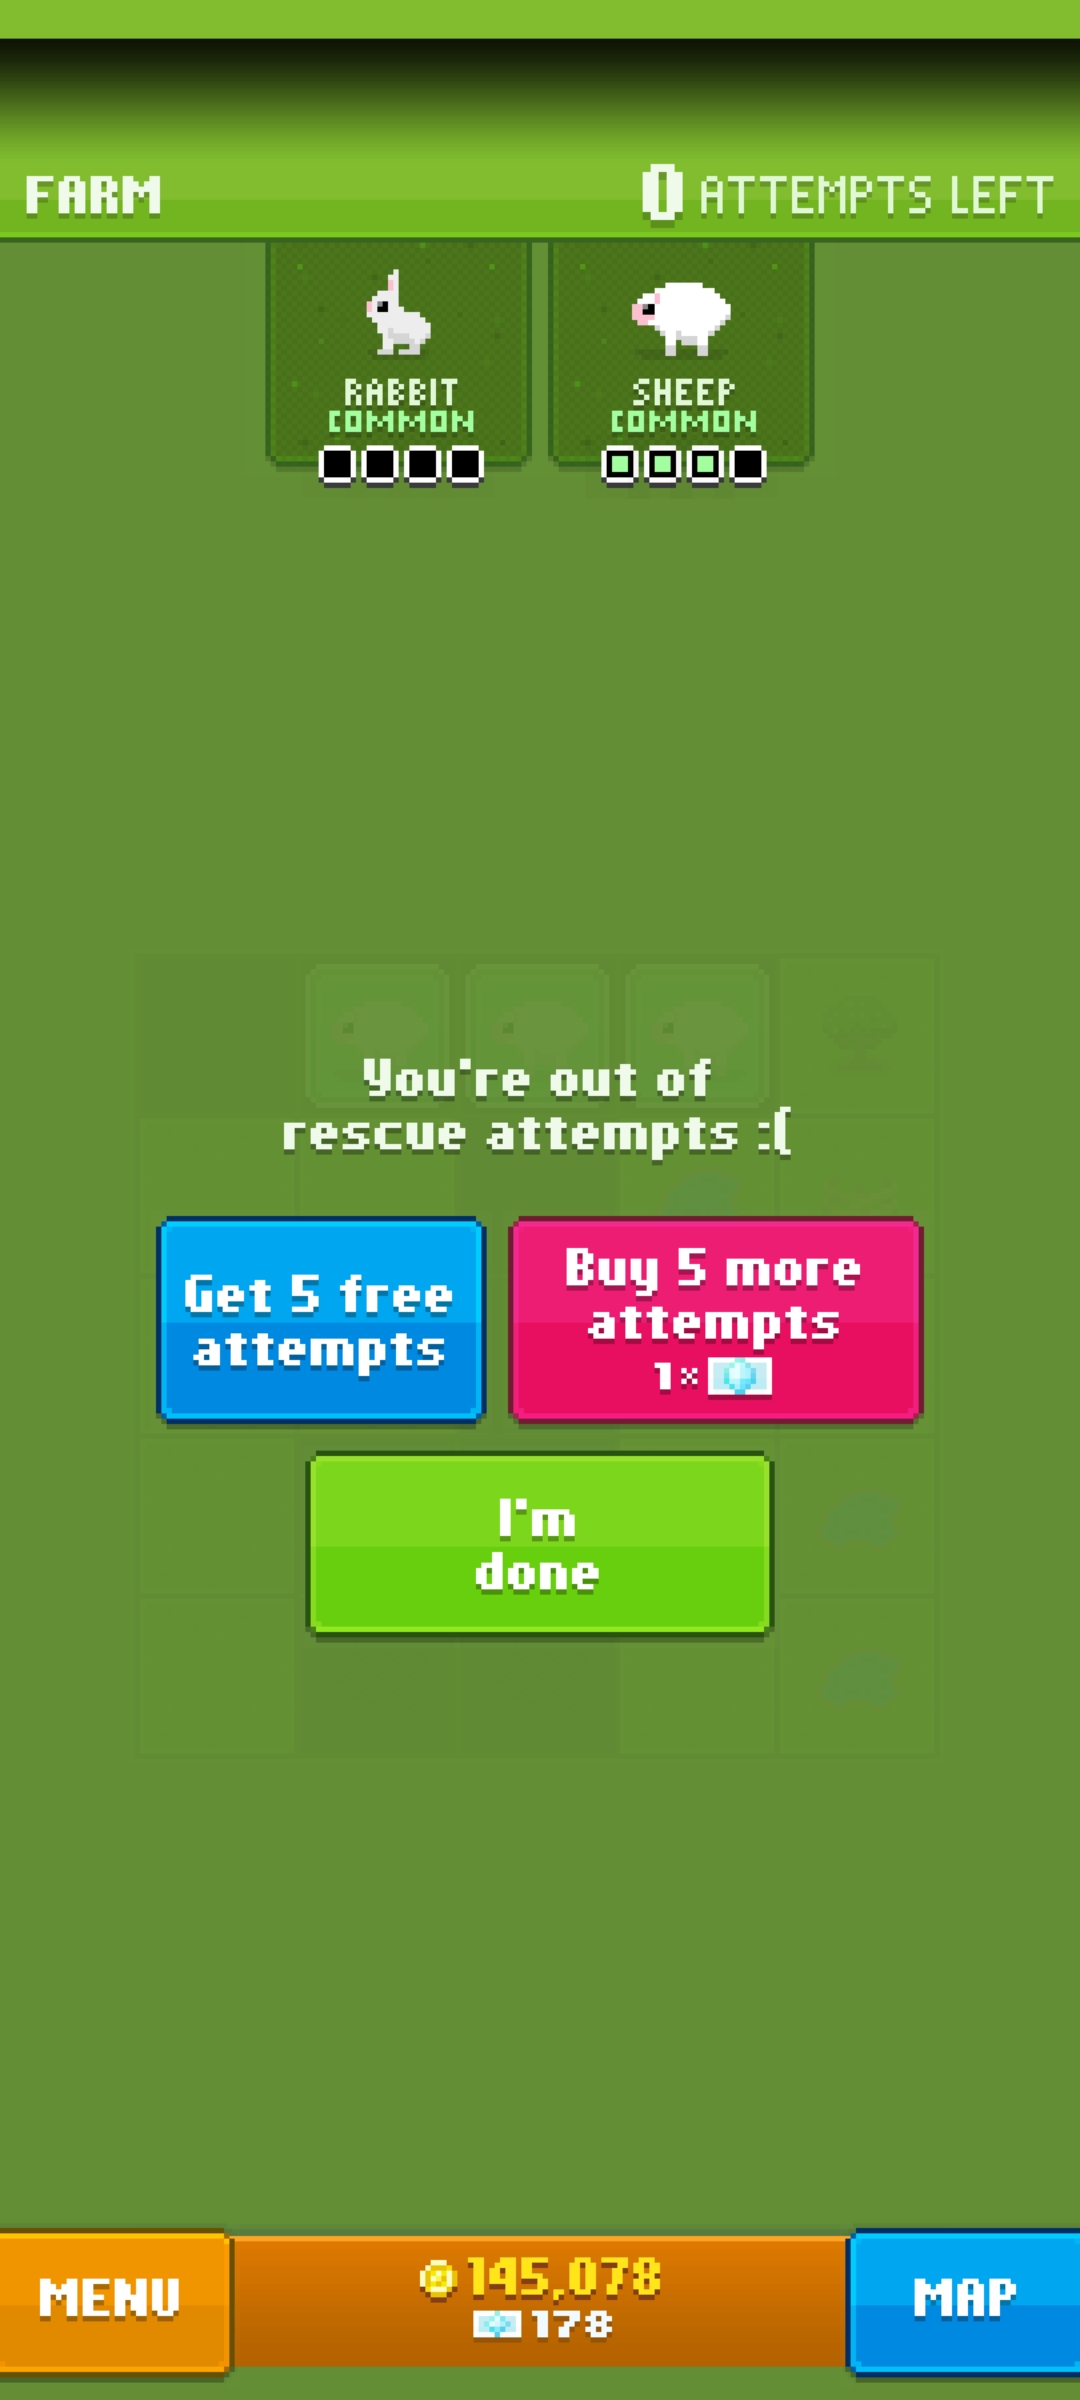 FARM
0 ATTEMPTS LEFT
RABBIT
COMMON
SHEEP
COMMON
You're out of
rescue attempts :(
Get 5 free
attempts
Buy 5 more
attempts
1×
I'm
done
MENU
145,078
178
MAP